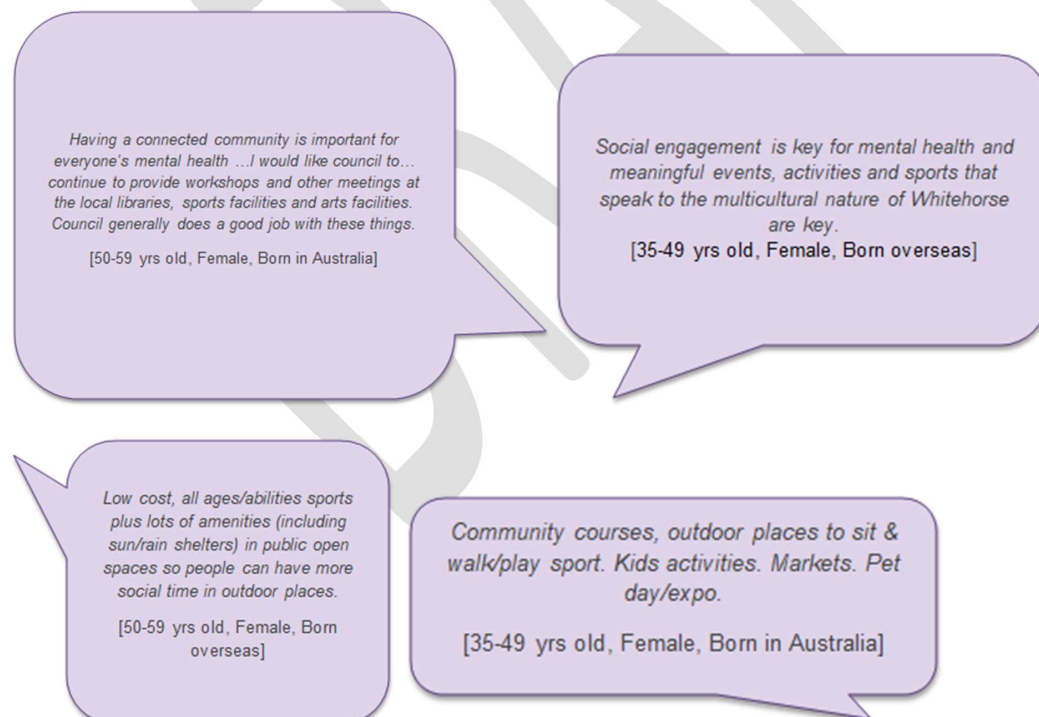 Having a connected community is important for
everyone's mental health ...I would like council to...
continue to provide workshops and other meetings at
the local libraries, sports facilities and arts facilities.
Council generally does a good job with these things.
[50-59 yrs old, Female, Born in Australia]
Social engagement is key for mental health and
meaningful events, activities and sports that
speak to the multicultural nature of Whitehorse
are key.
[35-49 yrs old, Female, Born overseas]
Low cost, all ages/abilities sports
plus lots of amenities (including
sun/rain shelters) in public open
spaces so people can have more
social time in outdoor places.
[50-59 yrs old, Female, Born
overseas]
Community courses, outdoor places to sit &
walk/play sport. Kids activities. Markets. Pet
day/expo.
[35-49 yrs old, Female, Born in Australia]